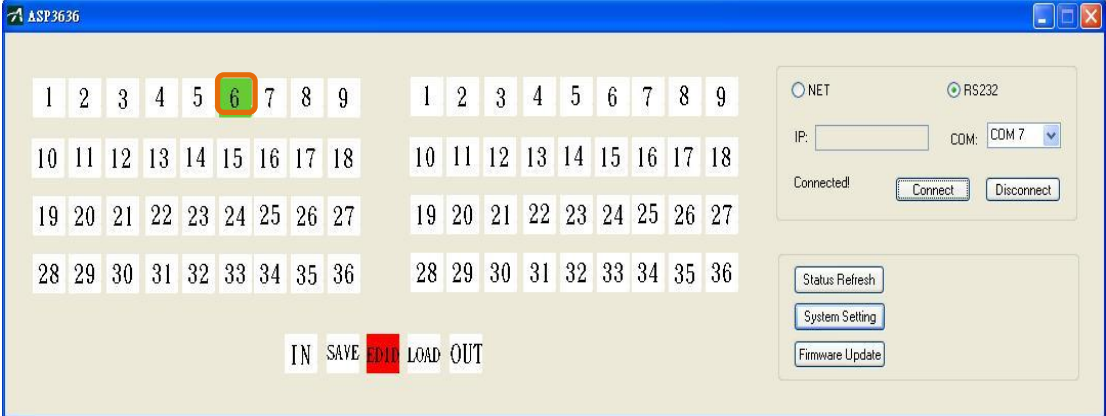 ASP3636
1 2 3 4 5 6 7 8 9
10 11 12 13 14 15 16 17 18
19 20 21 22 23 24 25 26 27
28 29 30 31 32 33 34 35 36
1 2 3 4 5 6 7 8 9
10 11 12 13 14 15 16 17 18
19 20 21 22 23 24 25 26 27
28 29 30 31 32 33 34 35 36
IN SAVE EDID LOAD OUT
NET RS232
IP: COM: COM 7
Connected! Connect Disconnect
Status Refresh
System Setting
Firmware Update